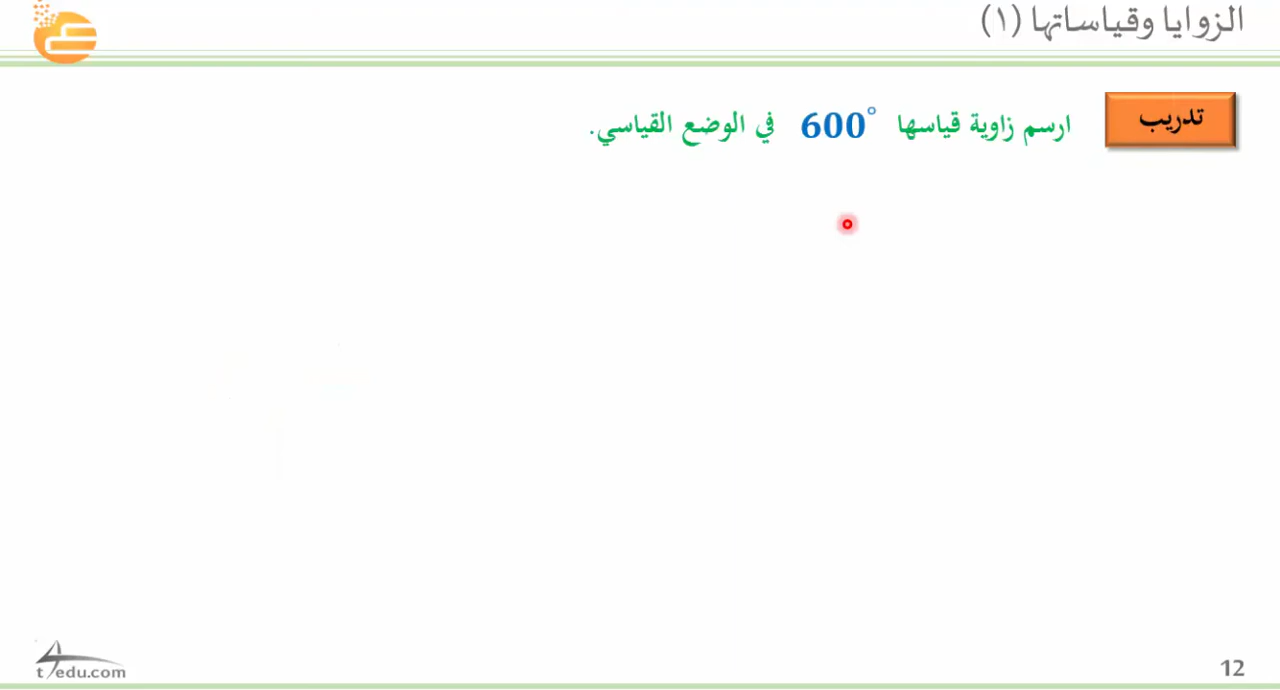 الزوايا وقياساتها (١)
تدريب
ارسم زاوية قياسها 600° في الوضع القياسي.
t4edu.com
12